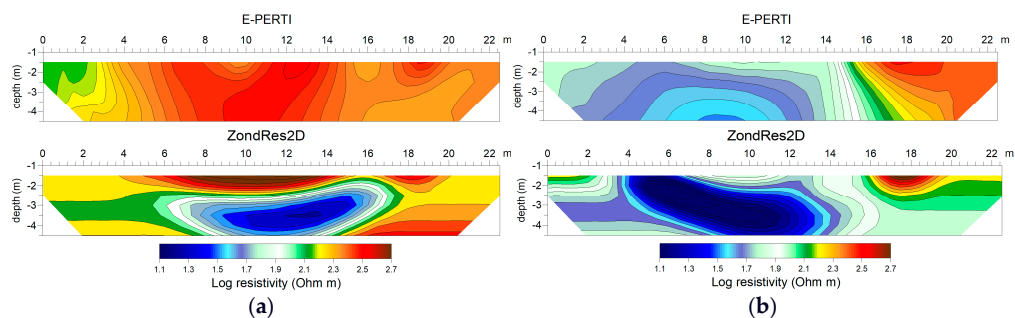 E-PERTI
0 2 4 6 8 10 12 14 16 18 20 22 m
-1
-2
-3
-4
cepth (m)
ZondRes2D
0 2 4 6 8 10 12 14 16 18 20 22 m
-1
-2
-3
-4
depth (m)
1.1 1.3 1.5 1.7 1.9 2.1 2.3 2.5 2.7
Log resistivity (Ohm m)
(a)
E-PERTI
0 2 4 6 8 10 12 14 16 18 20 22 m
-1
-2
-3
-4
cepth (m)
ZondRes2D
0 2 4 6 8 10 12 14 16 18 20 22 m
-1
-2
-3
-4
depth (m)
1.1 1.3 1.5 1.7 1.9 2.1 2.3 2.5 2.7
Log resistivity (Ohm m)
(b)